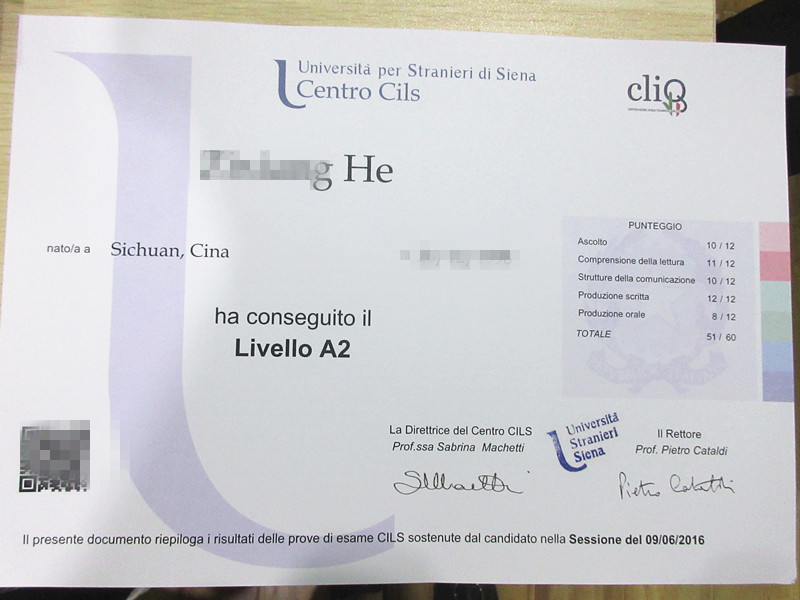 Università per Stranieri di Siena
Centro Cils
cliQ
He
nato/a a Sichuan, Cina
PUNTEGGIO
Ascolto 10 / 12
Comprensione della lettura 11 / 12
Strutture della comunicazione 10 / 12
Produzione scritta 12 / 12
Produzione orale 8 / 12
TOTALE 51 / 60
ha conseguito il
Livello A2
La Direttrice del Centro CILS
Prof.ssa Sabrina Machetti
Università
Stranieri
Siena
Il Rettore
Prof. Pietro Cataldi
Pietro Cataldi
Il presente documento riepiloga i risultati delle prove di esame CILS sostenute dal candidato nella Sessione del 09/06/2016